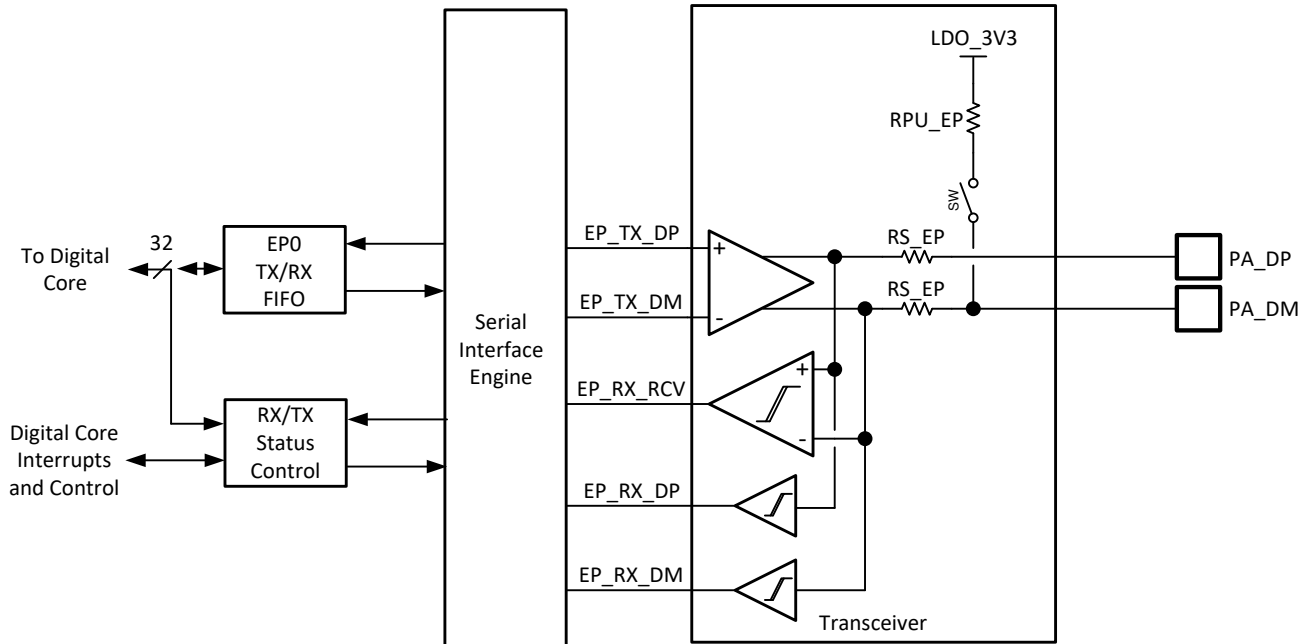 LDO_3V3
RPU_EP
SW
32
To Digital
Core
EP0
TX/RX
FIFO
EP_TX_DP
+
RS_EP
PA_DP
EP_TX_DM
-
RS_EP
PA_DM
Serial
Interface
Engine
EP_RX_RCV
+
-
RX/TX
Status
Control
Digital Core
Interrupts
and Control
EP_RX_DP
EP_RX_DM
Transceiver